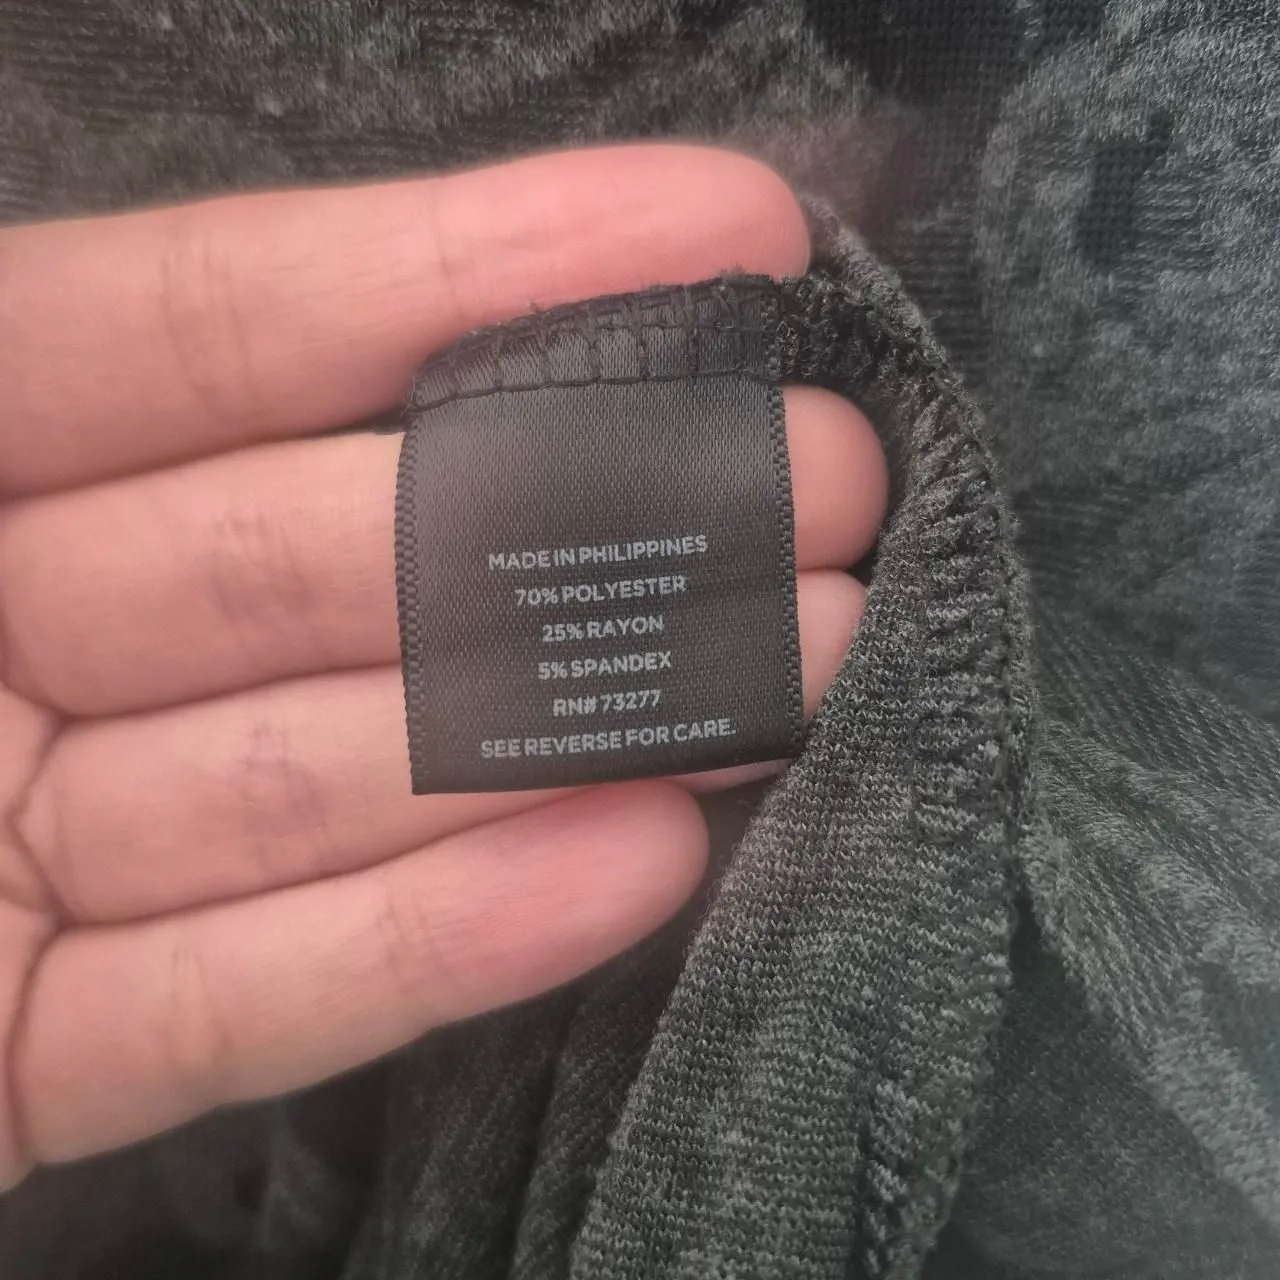 MADE IN PHILIPPINES
70% POLYESTER
25% RAYON
5% SPANDEX
RN# 73277
SEE REVERSE FOR CARE.